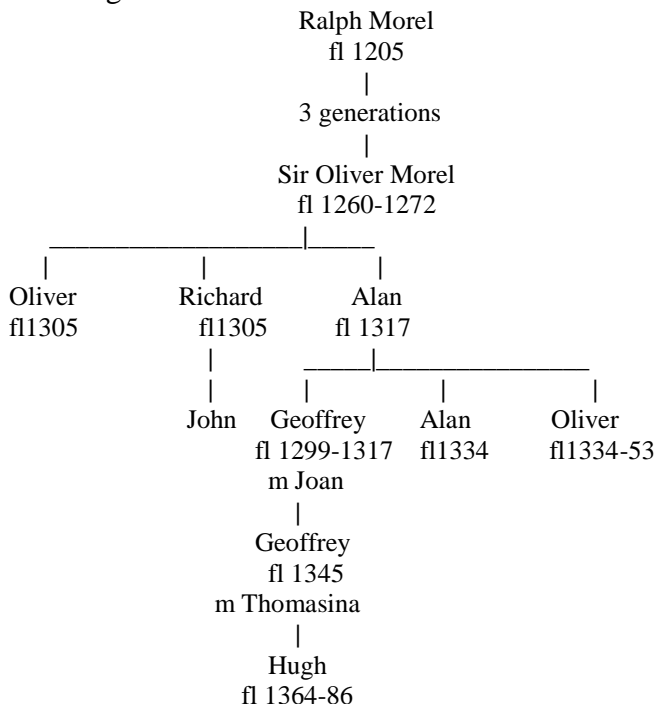 Ralph Morel
fl 1205
3 generations
Sir Oliver Morel
fl 1260-1272
Oliver Richard Alan
fl1305 fl1305 fl 1317
John Geoffrey Alan Oliver
fl 1299-1317 fl1334 fl1334-53
m Joan
Geoffrey
fl 1345
m Thomasina
Hugh
fl 1364-86